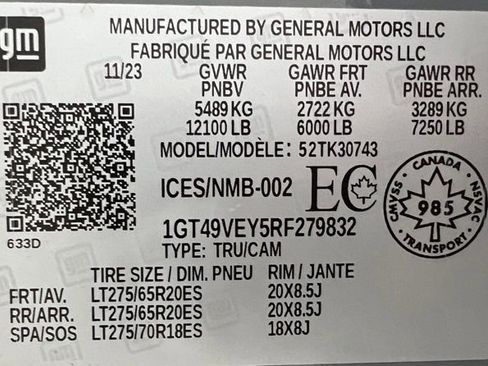 gm
MANUFACTURED BY GENERAL MOTORS LLC
FABRIQUÉ PAR GENERAL MOTORS LLC
11/23 GVWR GAWR FRT GAWR RR
PNBV PNBE AV. PNBE ARR.
5489 KG 2722 KG 3289 KG
12100 LB 6000 LB 7250 LB
MODEL/MODÈLE: 52TK30743
ICES/NMB-002 EC
CANADA
CMVSS NSVAC
985
TRANSPORT
1GT49VEY5RF279832
633D
TYPE: TRU/CAM
TIRE SIZE / DIM. PNEU RIM / JANTE
FRT/AV. LT275/65R20ES 20X8.5J
RR/ARR. LT275/65R20ES 20X8.5J
SPA/SOS LT275/70R18ES 18X8J